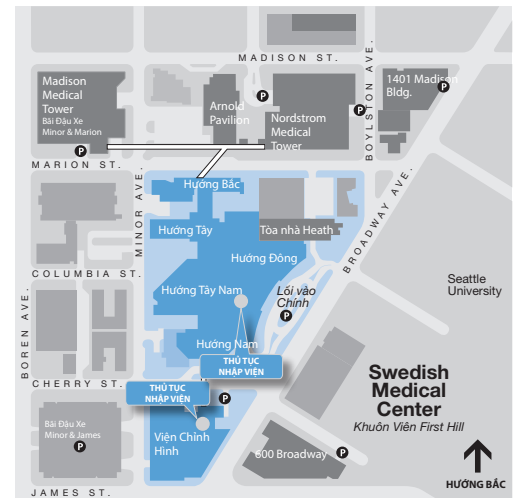 MADISON ST.
BOYLSTON AVE.
Madison
Medical
Tower
Bãi Đậu Xe
Minor & Marion
P
Arnold
Pavilion
P
Nordstrom
Medical
Tower
P
1401 Madison
Bldg.
P
MARION ST.
MINOR AVE.
Hướng Bắc
Hướng Tây
Tòa nhà Heath
Hướng Đông
BROADWAY AVE.
COLUMBIA ST.
Hướng Tây Nam
Lối vào
Chính
P
Seattle
University
BOREN AVE.
Hướng Nam
THỦ TỤC
NHẬP VIỆN
CHERRY ST.
THỦ TỤC
NHẬP VIỆN
P
Swedish
Medical
Center
Khuôn Viên First Hill
Bãi Đậu Xe
Minor & James
P
Viện Chỉnh
Hình
600 Broadway
P
HƯỚNG BẮC
JAMES ST.